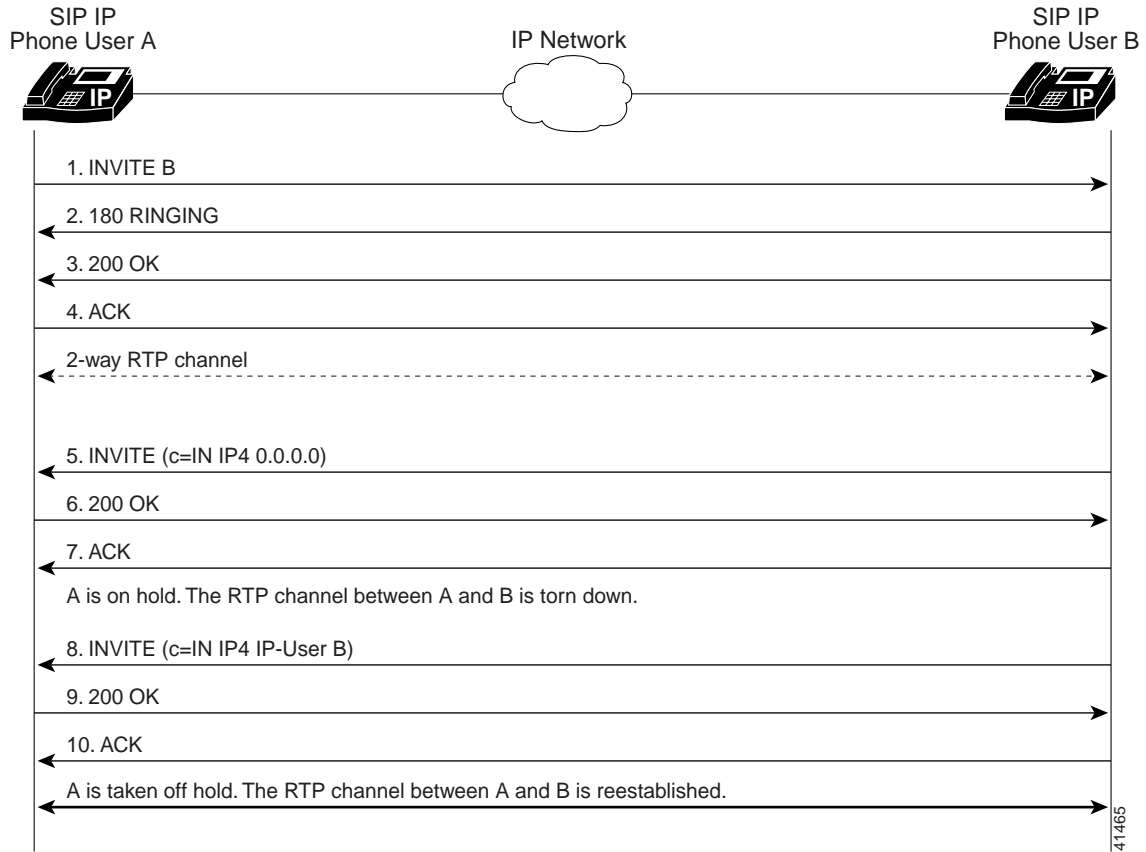 SIP IP
Phone User A
IP Network
SIP IP
Phone User B
IP
IP
1. INVITE B
2. 180 RINGING
3. 200 OK
4. ACK
2-way RTP channel
5. INVITE (c=IN IP4 0.0.0.0)
6. 200 OK
7. ACK
A is on hold. The RTP channel between A and B is torn down.
8. INVITE (c=IN IP4 IP-User B)
9. 200 OK
10. ACK
A is taken off hold. The RTP channel between A and B is reestablished.
41465